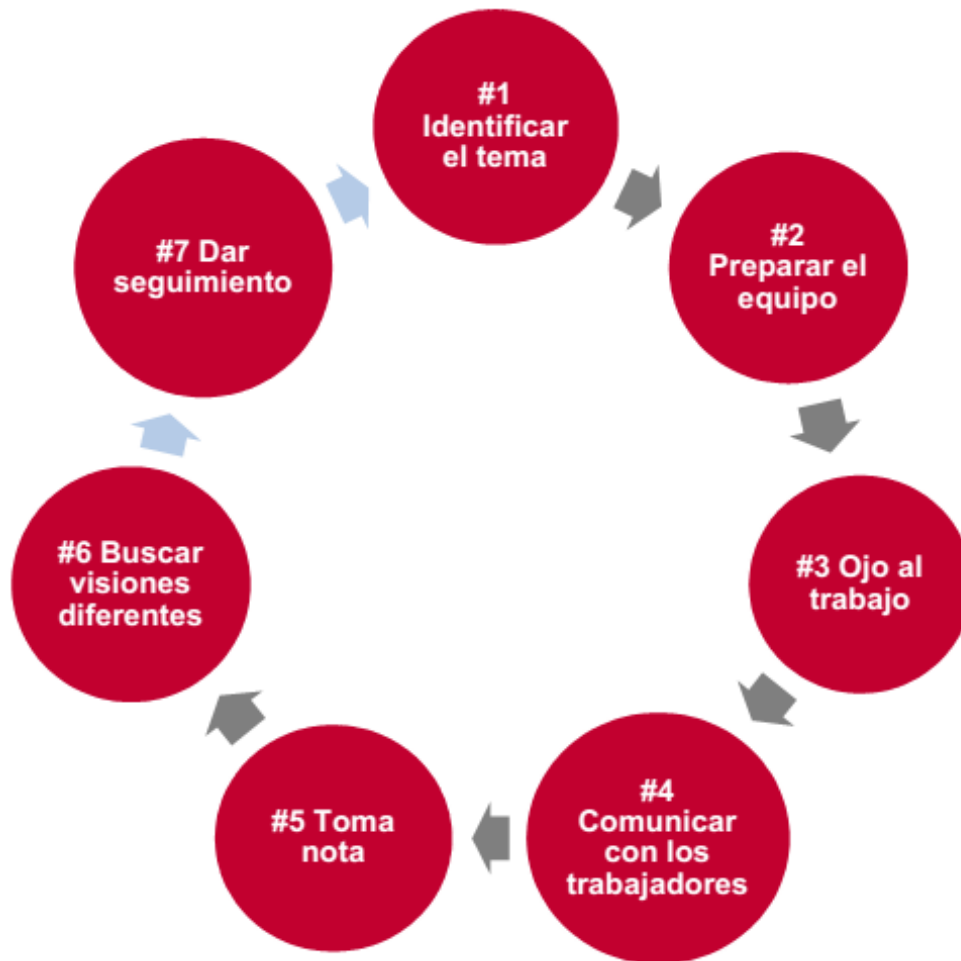 #1
Identificar
el tema
#2
Preparar el
equipo
#3 Ojo al
trabajo
#4
Comunicar
con los
trabajadores
#5 Toma
nota
#6 Buscar
visiones
diferentes
#7 Dar
seguimiento